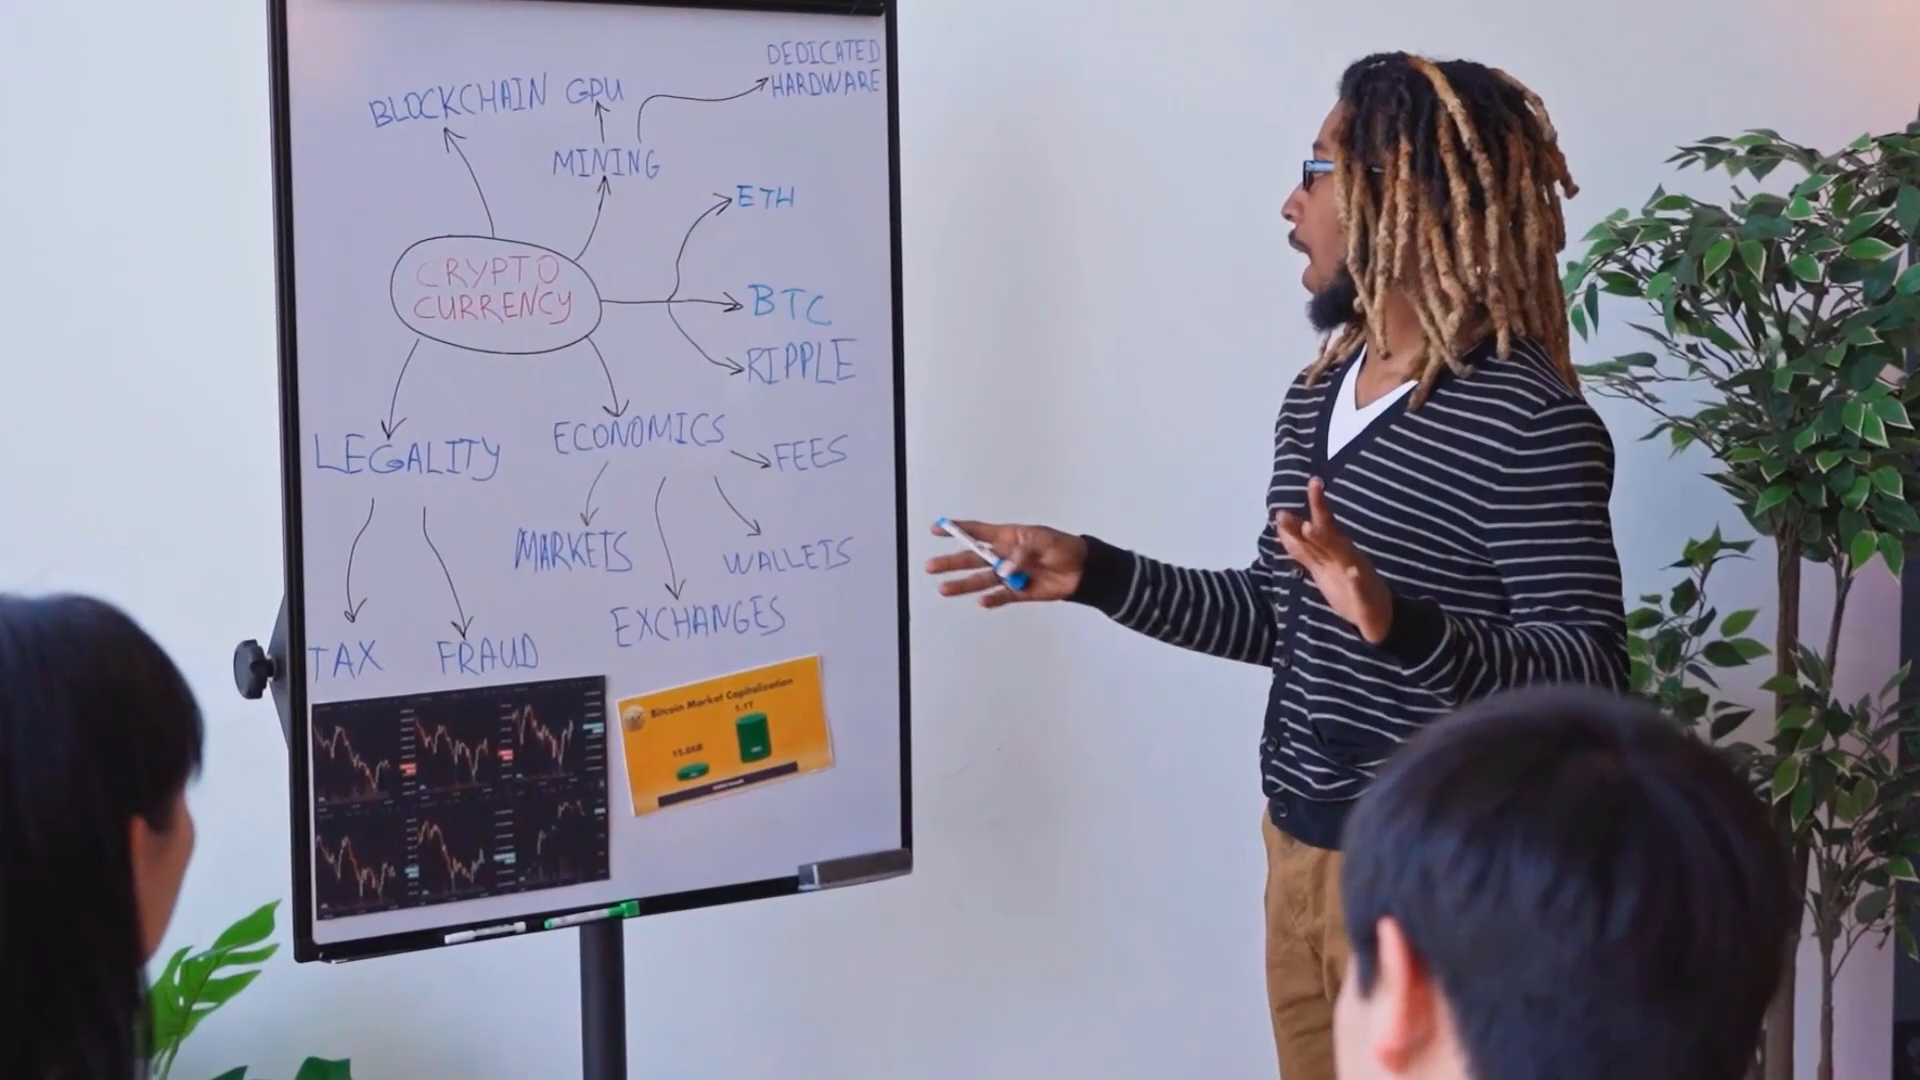 DEDICATED
HARDWARE
BLOCKCHAIN
GPU
MINING
ETH
CRYPTO
CURRENCY
BTC
RIPPLE
LEGALITY
ECONOMICS
FEES
MARKETS
WALLETS
EXCHANGES
TAX
FRAUD
Bitcoin Market Capitalisation
1.1T
15.66B